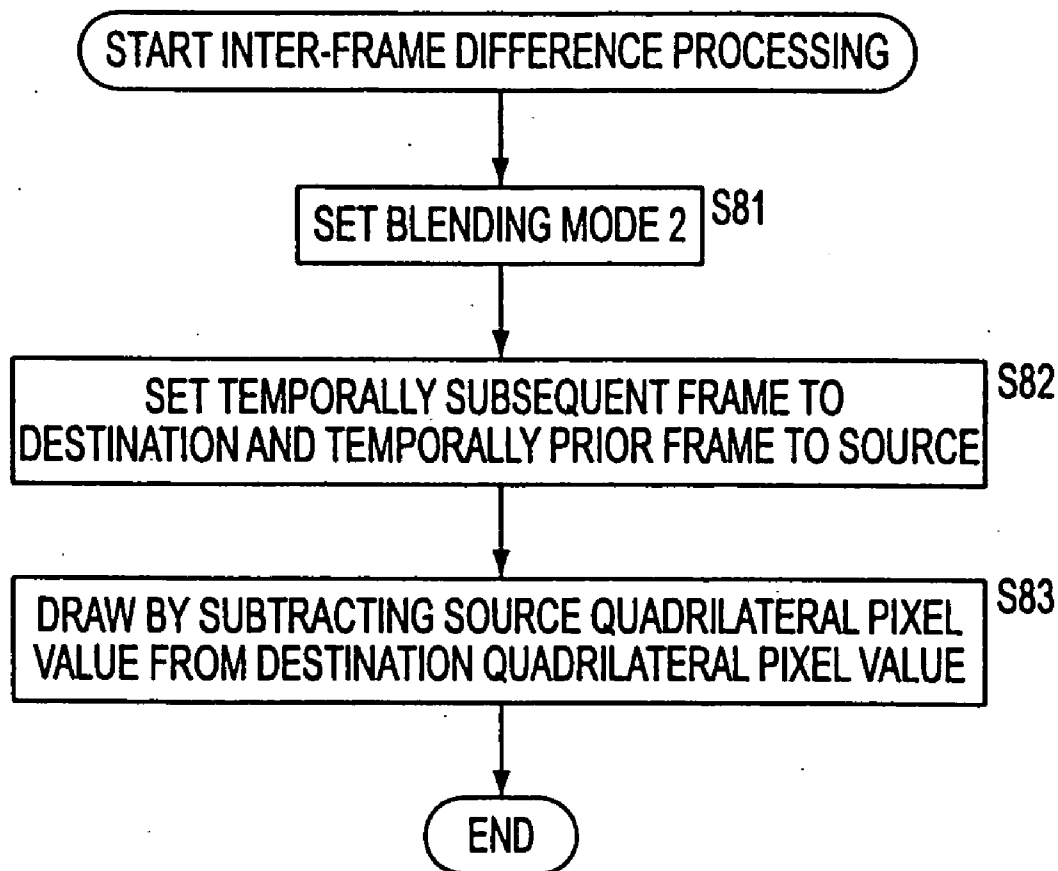 START INTER-FRAME DIFFERENCE PROCESSING
SET BLENDING MODE 2
S81
SET TEMPORALLY SUBSEQUENT FRAME TO
DESTINATION AND TEMPORALLY PRIOR FRAME TO SOURCE
S82
DRAW BY SUBTRACTING SOURCE QUADRILATERAL PIXEL
VALUE FROM DESTINATION QUADRILATERAL PIXEL VALUE
S83
END